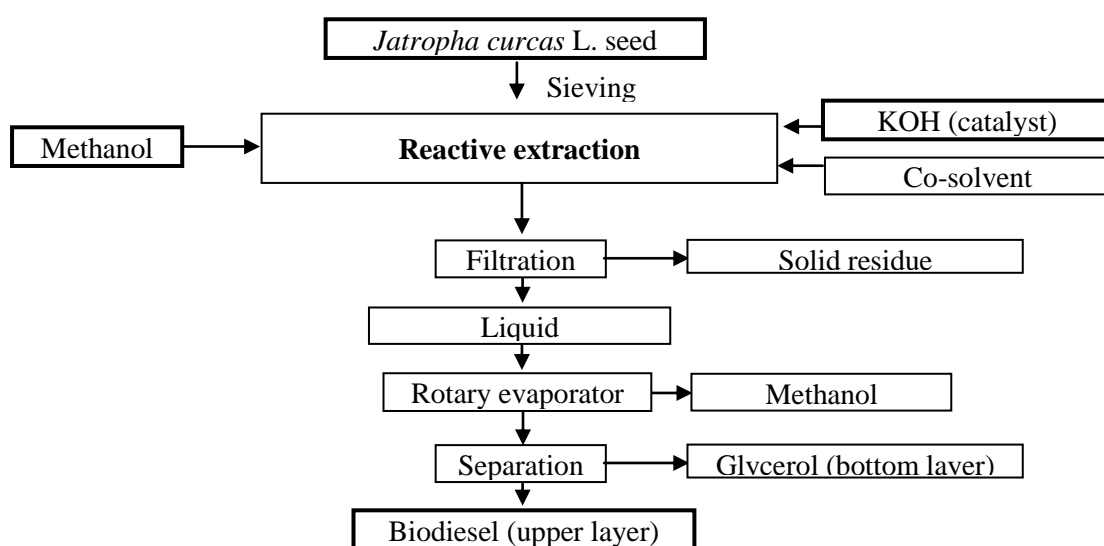 Jatropha curcas L. seed
Sieving
KOH (catalyst)
Methanol
Reactive extraction
Co-solvent
Filtration
Solid residue
Liquid
Rotary evaporator
Methanol
Separation
Glycerol (bottom layer)
Biodiesel (upper layer)